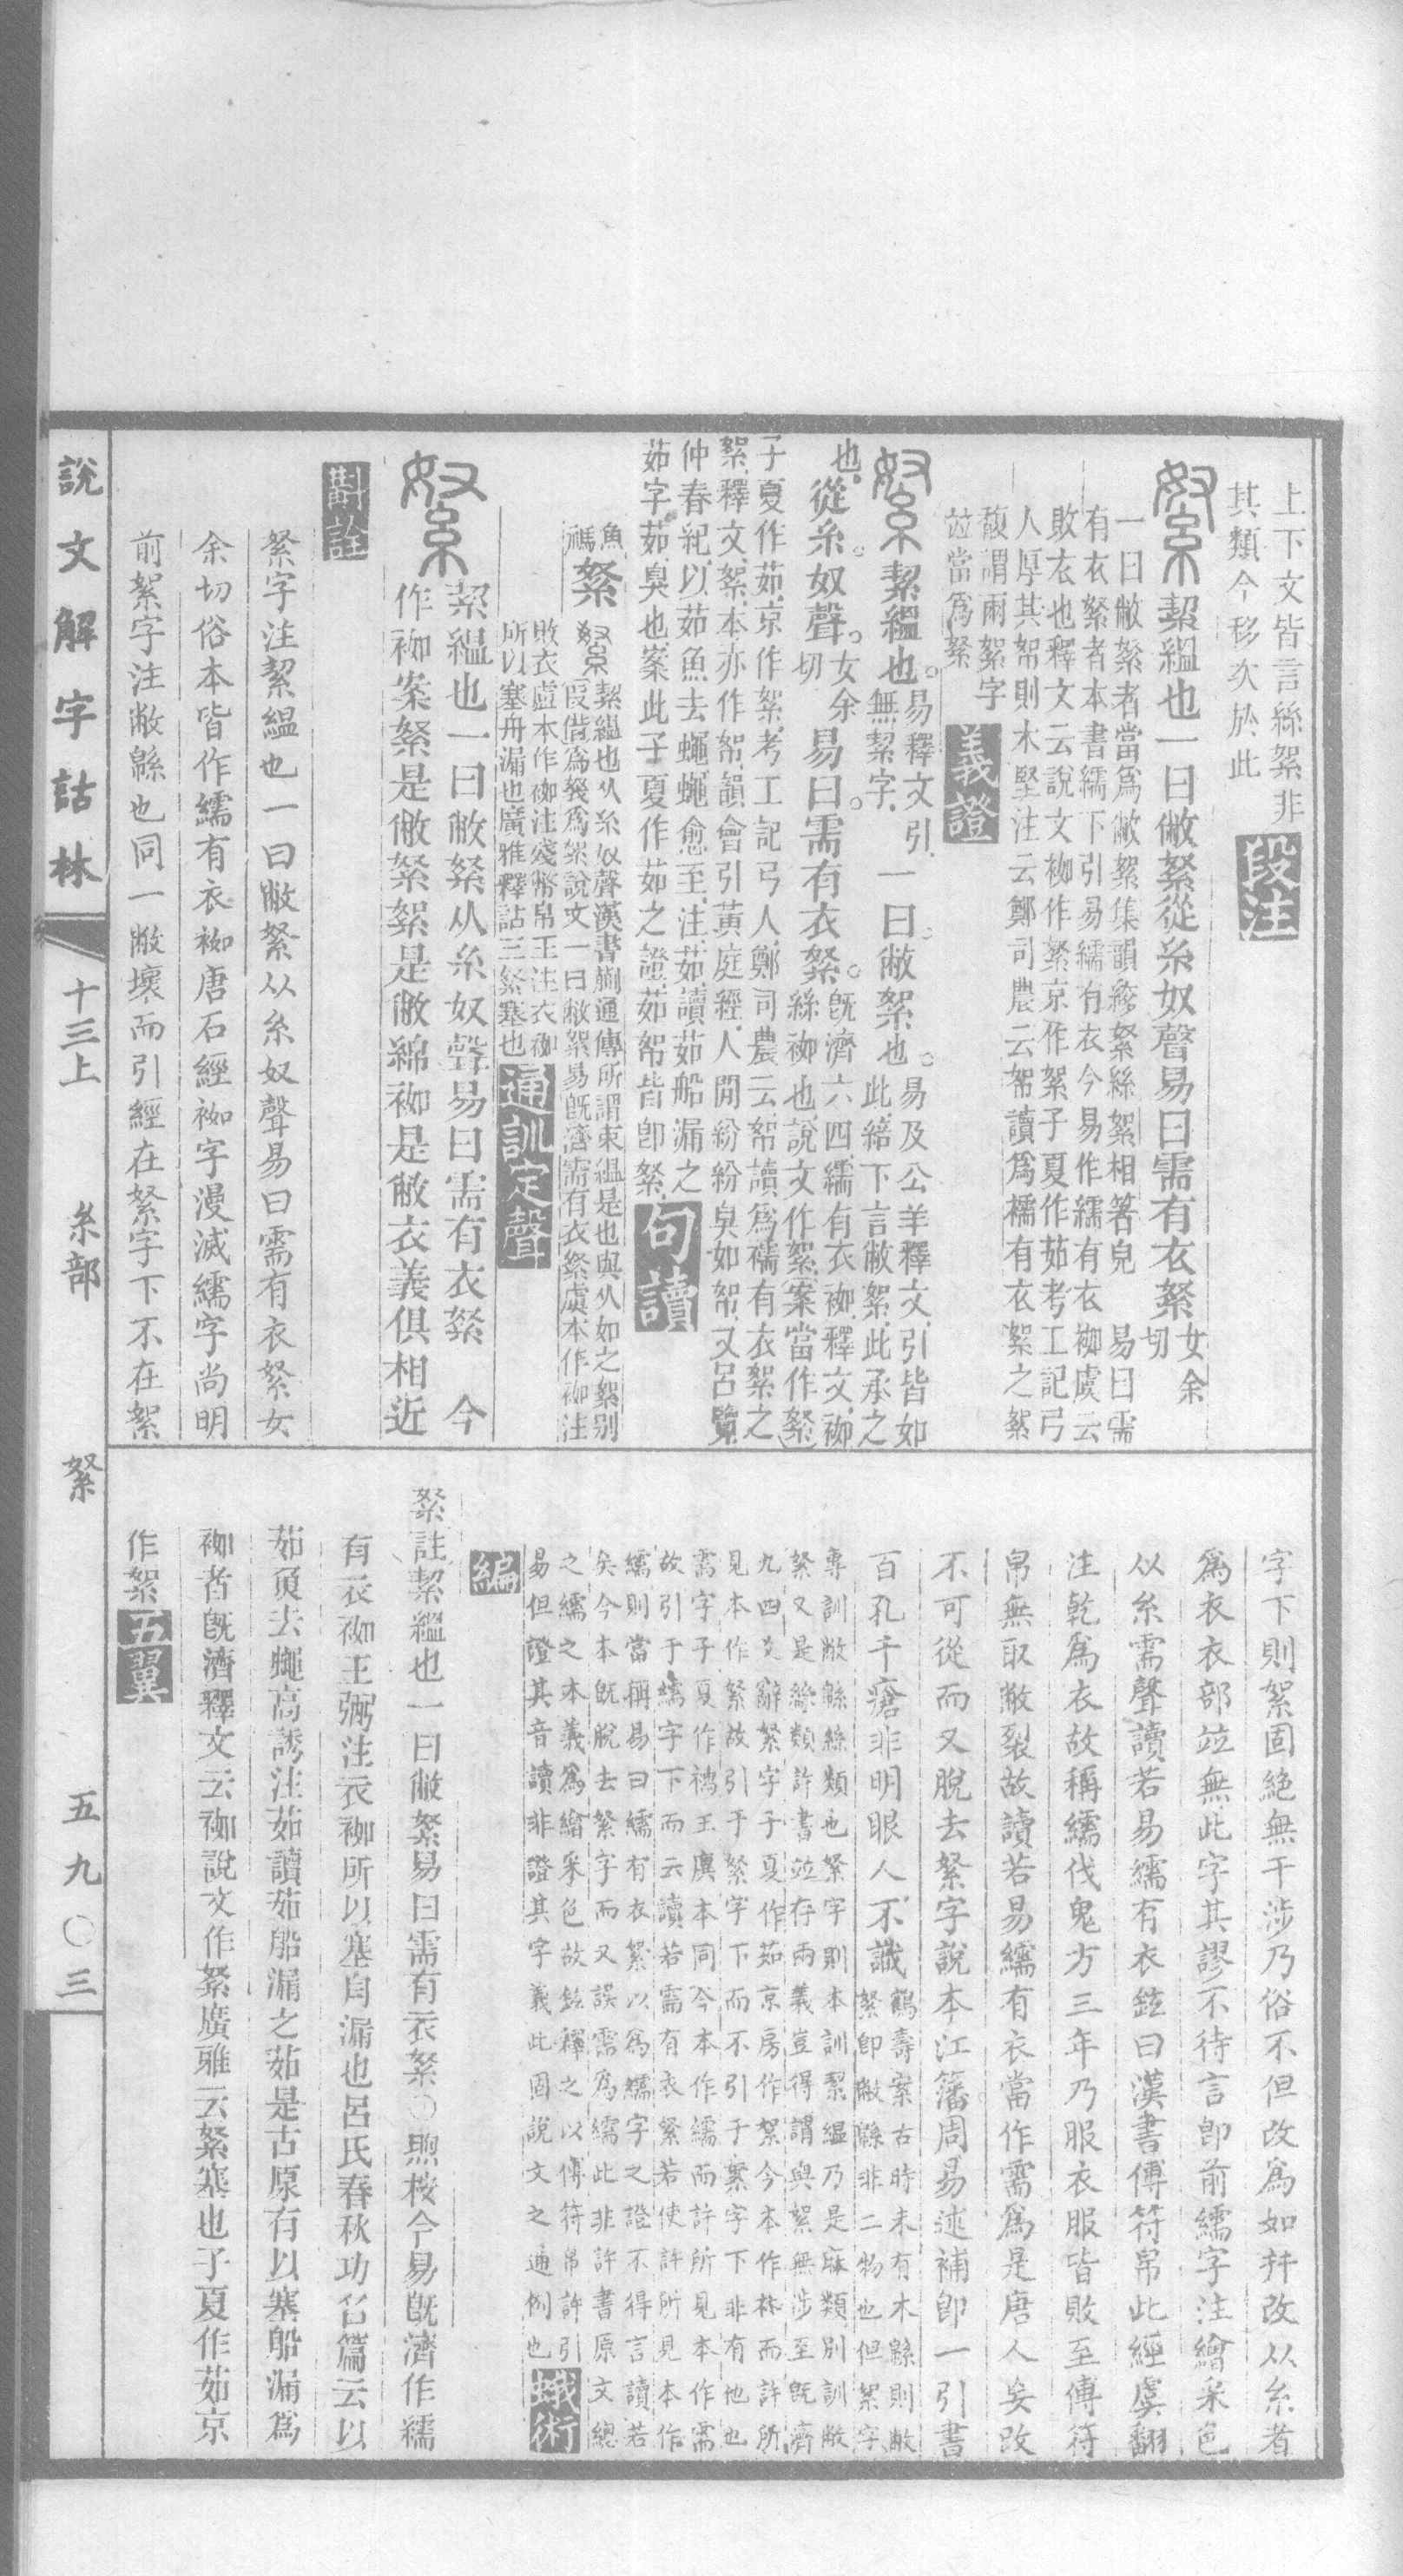 上下文皆言絲絮非
其類今移次於此 段注
絮縕也一曰敝絮從糸奴聲易曰需有衣絮 女余切
一曰敝絮者當爲敝絮集韻絮絲絮相箸皃 易曰需
有衣絮者本書繻下引易繻有衣今易作繻有衣袽虞云
敗衣也釋文云說文袽作絮京作絮子夏作茹考工記弓
人厚其帤則木堅注云鄭司農云帤讀爲襦有衣絮之絮
馥謂兩絮字
竝當爲絮 義證
絜縕也 易釋文引
無絜字 一曰敝絮也 易及公羊釋文引皆如
此綌下言敝絮此承之
也從糸奴聲 女余切 易曰需有衣絮 旣濟六四繻有衣袽釋文袽
絲袽也說文作絮案當作絮
子夏作茹京作絮考工記弓人鄭司農云帤讀爲襦有衣絮之
絮釋文絮本亦作帤韻會引黃庭經人閒紛紛臭如帤又呂覽
仲春紀以茹魚去蠅蠅愈至注茹讀茹船漏之
茹字茹臭也案此子夏作茹之證茹帤皆卽絮 句讀
絜縕也从糸奴聲漢書蒯通傳所謂束縕是也與从如之絮别
叚借爲 爲絮說文一曰敝絮易旣濟需有衣絮虞本作袽注
敗衣盧本作袽注殘幣帛王注衣袽
所以塞舟漏也廣雅釋詁三絮塞也 通訓定聲
絜縕也一曰敝絮从糸奴聲易曰需有衣絮 今
作袽案絮是敝絮絮是敝綿袽是敝衣義俱相近
斠詮
絮字注絜縕也一曰敝絮从糸奴聲易曰需有衣絮女
余切俗本皆作繻有衣袽唐石經袽字漫滅繻字尚明
前絮字注敝緜也同一敝壞而引經在絮字下不在絮
說文解字詁林 十三上 糸部 絮 五九〇三
字下則絮固絕無干涉乃俗不但改爲如并改从糸者
爲衣衣部竝無此字其謬不待言卽前繻字注繒采色
从糸需聲讀若易繻有衣鉉曰漢書傅符帛此經虞翻
注乾爲衣故稱繻伐鬼方三年乃服衣服皆敗至傅符
帛無取敝裂故讀若易繻有衣當作需爲是唐人妄改
不可從而又脫去絮字說本江藩周易述補卽一引書
百孔千瘡非明眼人不識 鶴壽案古時未有木緜則敝
絮卽敝緜非二物也但絮字
專訓敝緜絲類也絮字則本訓絜縕乃是麻類別訓敝
絮又是絲類許書竝存兩義豈得謂與絮無涉至旣濟
九四爻辭絮字子夏作茹京房作絮今本作袽而許所
見本作絮故引于絮字下而不引于絮字下非有他也
需字子夏作襦王廙本同今本作繻而許所見本作需
故引于繻字下而云讀若需有衣絮若使許所見本作
繻則當稱易曰繻有衣絮以爲繻字之證不得言讀若
矣今本旣脫去絮字而又誤需爲繻此非許書原文總
之繻之本義爲繒采色故鉉釋之以傅符帛許引
易但證其音讀非證其字義此固說文之通例也 蛾術
編
絮註絜縕也一曰敝絮易曰需有衣絮〇煦桉今易旣濟作繻
有衣袽王弼注衣袽所以塞舟漏也呂氏春秋功名篇云以
茹魚去蠅高誘注茹讀茹船漏之茹是古原有以塞船漏爲
袽者旣濟釋文云袽說文作絮廣雅云絮塞也子夏作茹京
作絮 五翼